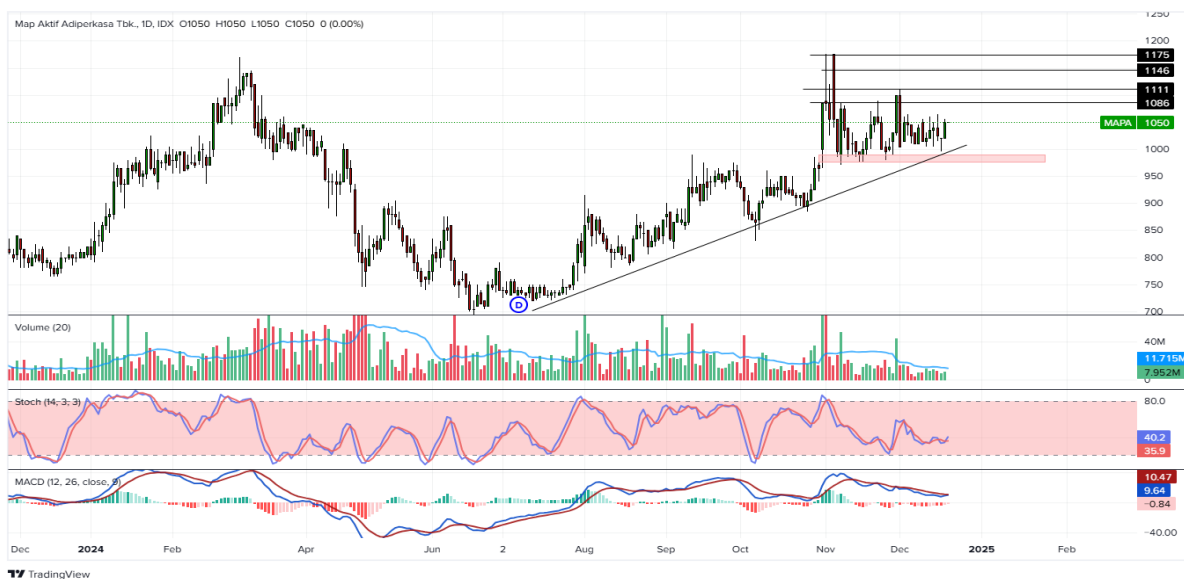 Map Aktif Adiperkasa Tbk., 1D, IDX O1050 H1050 L1050 C1050 0 (0.00%)
1250
1200
1175
1146
1111
1086
MAPA 1050
1000
950
900
850
800
750
700
D
Volume (20)
40M
11.715M
7.952M
0
Stoch (14, 3, 3)
80.0
40.2
35.9
MACD (12, 26, close, 9)
10.47
9.64
−0.84
−40.00
Dec 2024 Feb Apr Jun 2 Aug Sep Oct Nov Dec 2025 Feb
TradingView